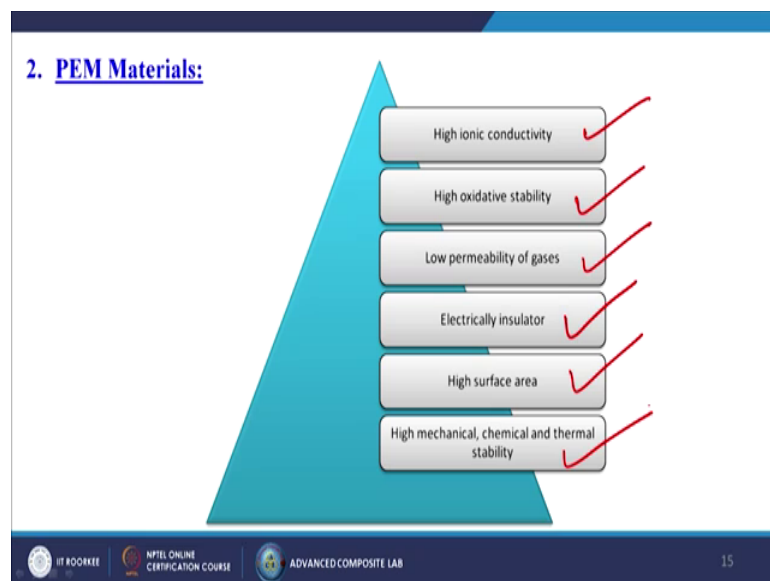 2. PEM Materials:
High ionic conductivity
High oxidative stability
Low permeability of gases
Electrically insulator
High surface area
High mechanical, chemical and thermal
stability
IIT ROORKEE
NPTEL ONLINE
CERTIFICATION COURSE
ADVANCED COMPOSITE LAB
15